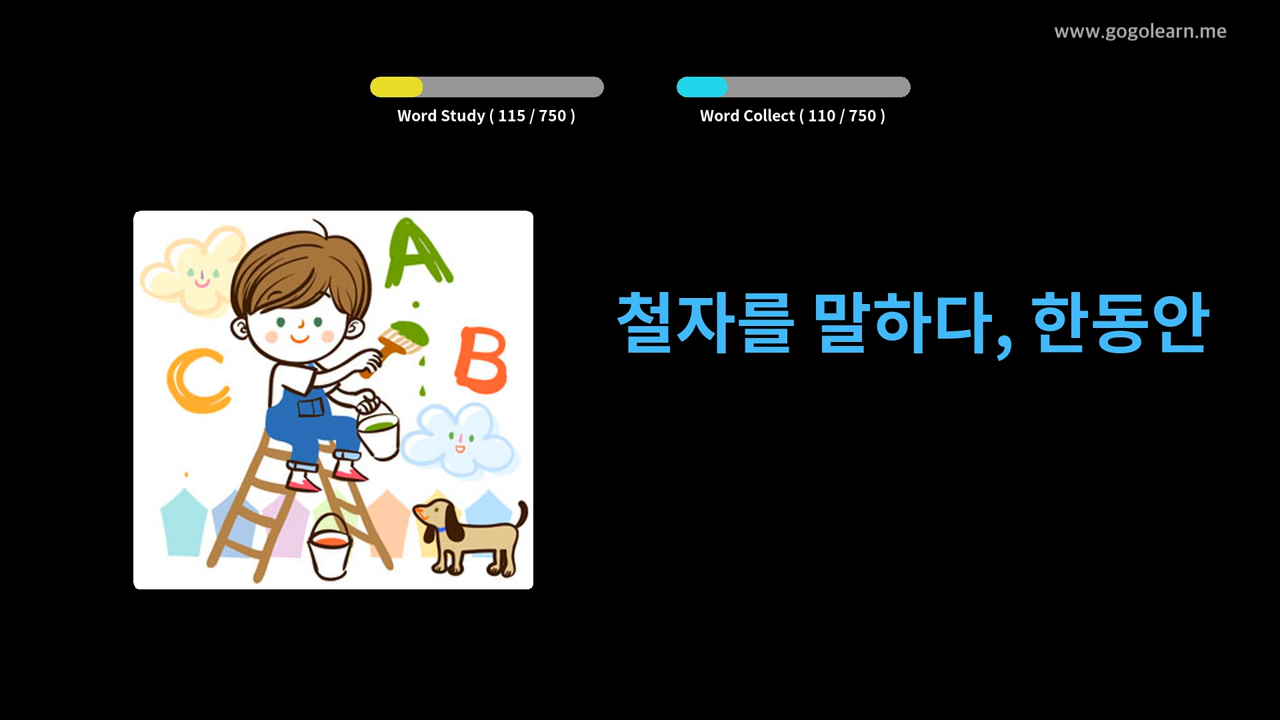 www.gogolearn.me
Word Study ( 115 / 750 )
Word Collect ( 110 / 750 )
A
B
C
철자를 말하다, 한동안